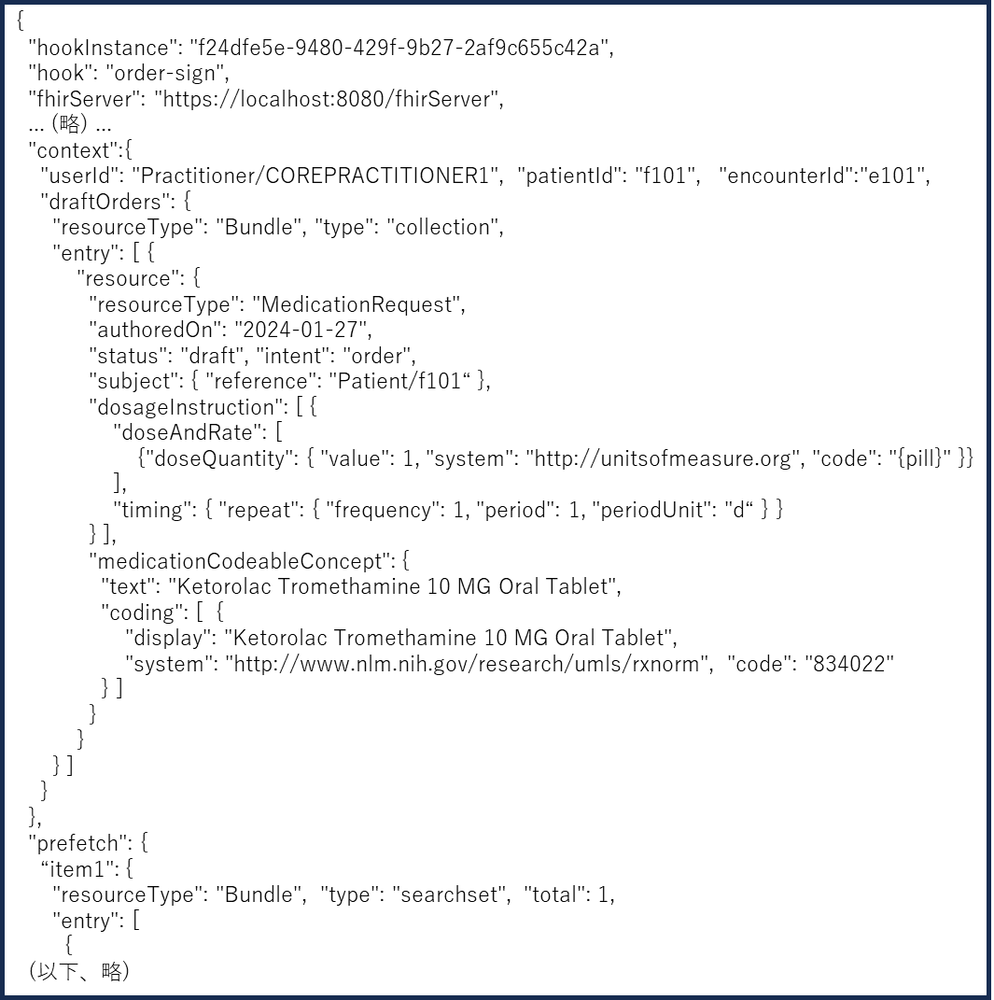 {
"hookInstance": "f24dfe5e-9480-429f-9b27-2af9c655c42a",
"hook": "order-sign",
"fhirServer": "https://localhost:8080/fhirServer",
... (略) ...
"context":{
"userId": "Practitioner/COREPRACTITIONER1", "patientId": "f101", "encounterId":"e101",
"draftOrders": {
"resourceType": "Bundle", "type": "collection",
"entry": [ {
"resource": {
"resourceType": "MedicationRequest",
"authoredOn": "2024-01-27",
"status": "draft", "intent": "order",
"subject": { "reference": "Patient/f101“ },
"dosageInstruction": [ {
"doseAndRate": [
{"doseQuantity": { "value": 1, "system": "http://unitsofmeasure.org", "code": "{pill}" }}
],
"timing": { "repeat": { "frequency": 1, "period": 1, "periodUnit": "d“ } }
} ],
"medicationCodeableConcept": {
"text": "Ketorolac Tromethamine 10 MG Oral Tablet",
"coding": [ {
"display": "Ketorolac Tromethamine 10 MG Oral Tablet",
"system": "http://www.nlm.nih.gov/research/umls/rxnorm", "code": "834022"
} ]
}
}
} ]
}
},
"prefetch": {
“item1": {
"resourceType": "Bundle", "type": "searchset", "total": 1,
"entry": [
{
(以下、略)